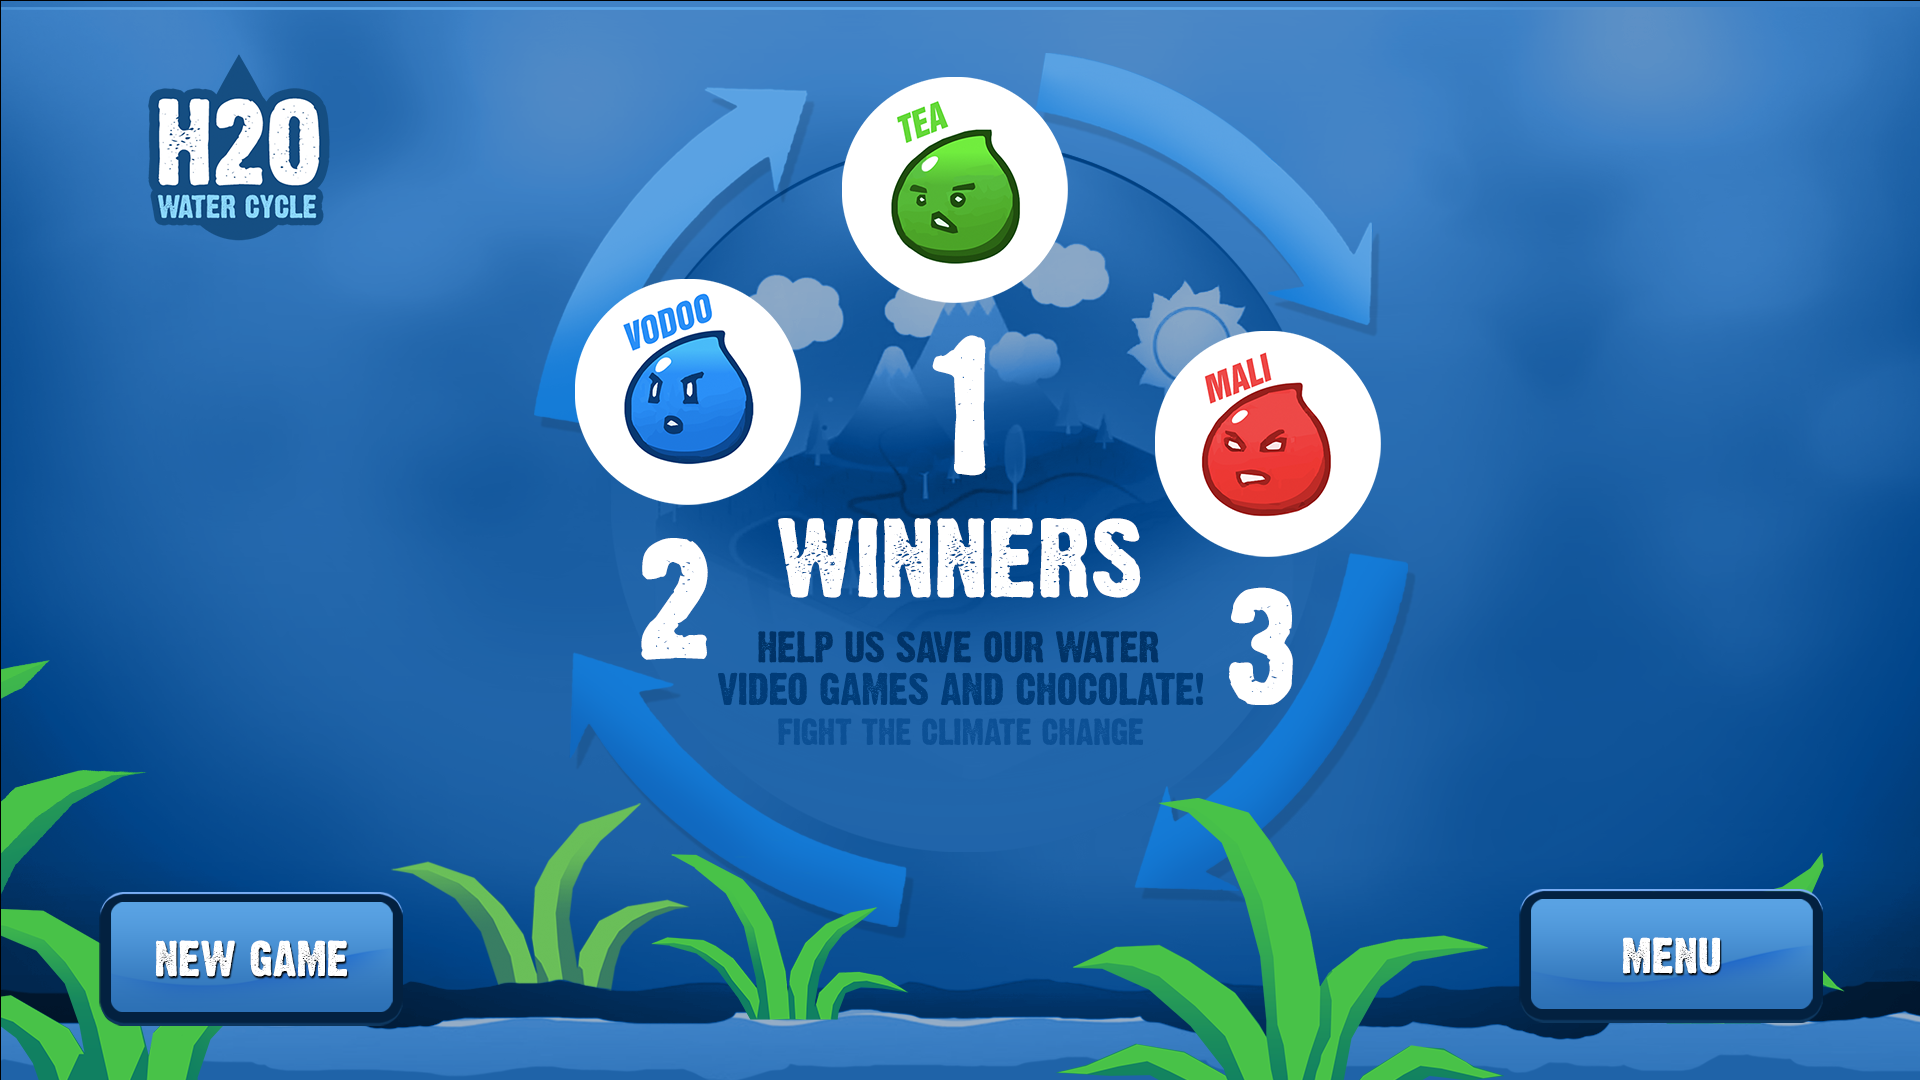 H2O
WATER CYCLE
TEA
VODOO
MALI
1
2
3
WINNERS
HELP US SAVE OUR WATER
VIDEO GAMES AND CHOCOLATE!
FIGHT THE CLIMATE CHANGE
NEW GAME
MENU